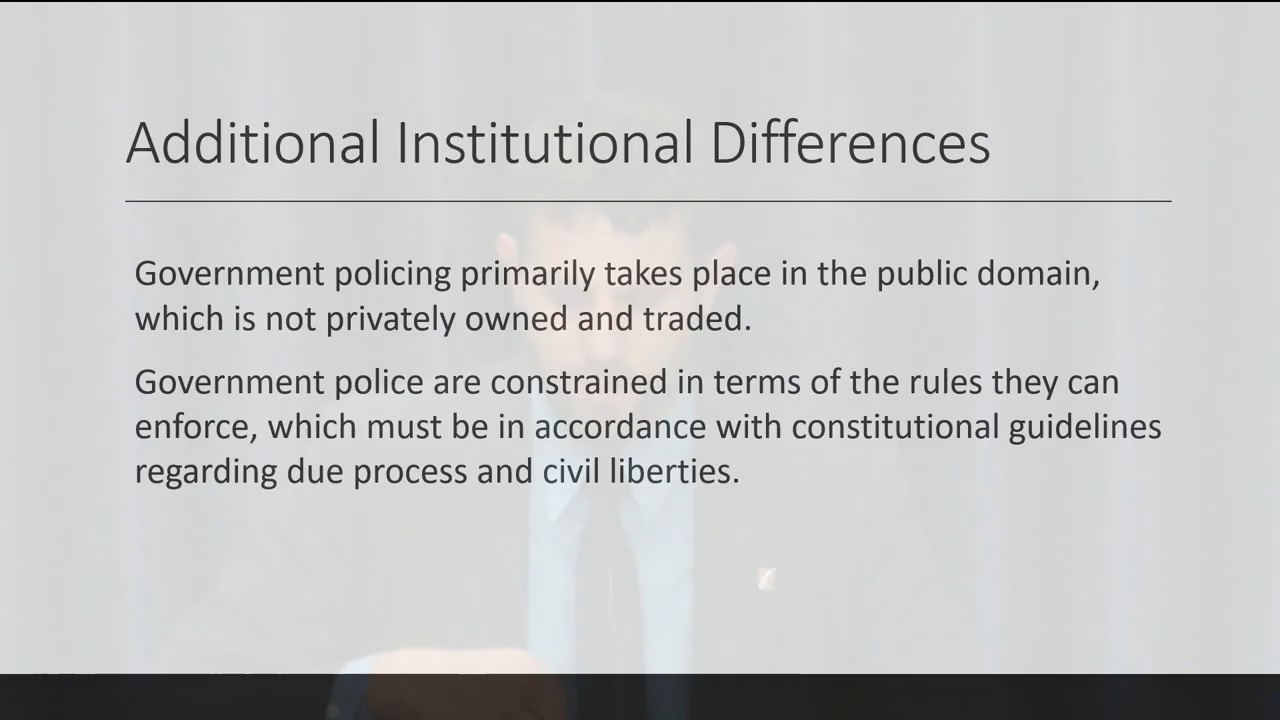 Additional Institutional Differences
Government policing primarily takes place in the public domain,
which is not privately owned and traded.
Government police are constrained in terms of the rules they can
enforce, which must be in accordance with constitutional guidelines
regarding due process and civil liberties.